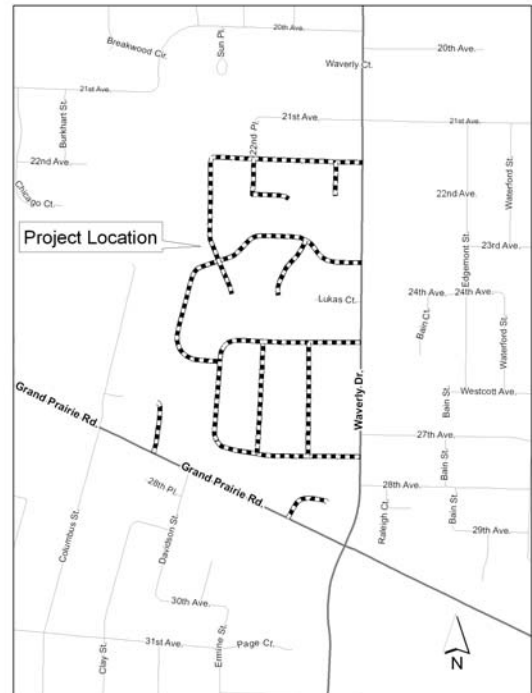 20th Ave.
Breakwood Cir.
Sun Pl.
20th Ave.
Waverly Ct.
21st Ave.
Burkhart St.
22nd Pl.
21st Ave.
21st Ave.
22nd Ave.
Chicago Ct.
22nd Ave.
Waterford St.
Project Location
23rd Ave.
Edgemont St.
Lukas Ct.
24th Ave.
24th Ave.
Bain Ct.
Waterford St.
Waverly Dr.
Grand Prairie Rd.
Bain St.
Westcott Ave.
27th Ave.
Bain St.
Grand Prairie Rd.
28th Pl.
28th Ave.
Columbus St.
Davidson St.
Raleigh Ct.
Bain St.
29th Ave.
30th Ave.
Clay St.
31st Ave.
Ermine St.
Page Ct.
N